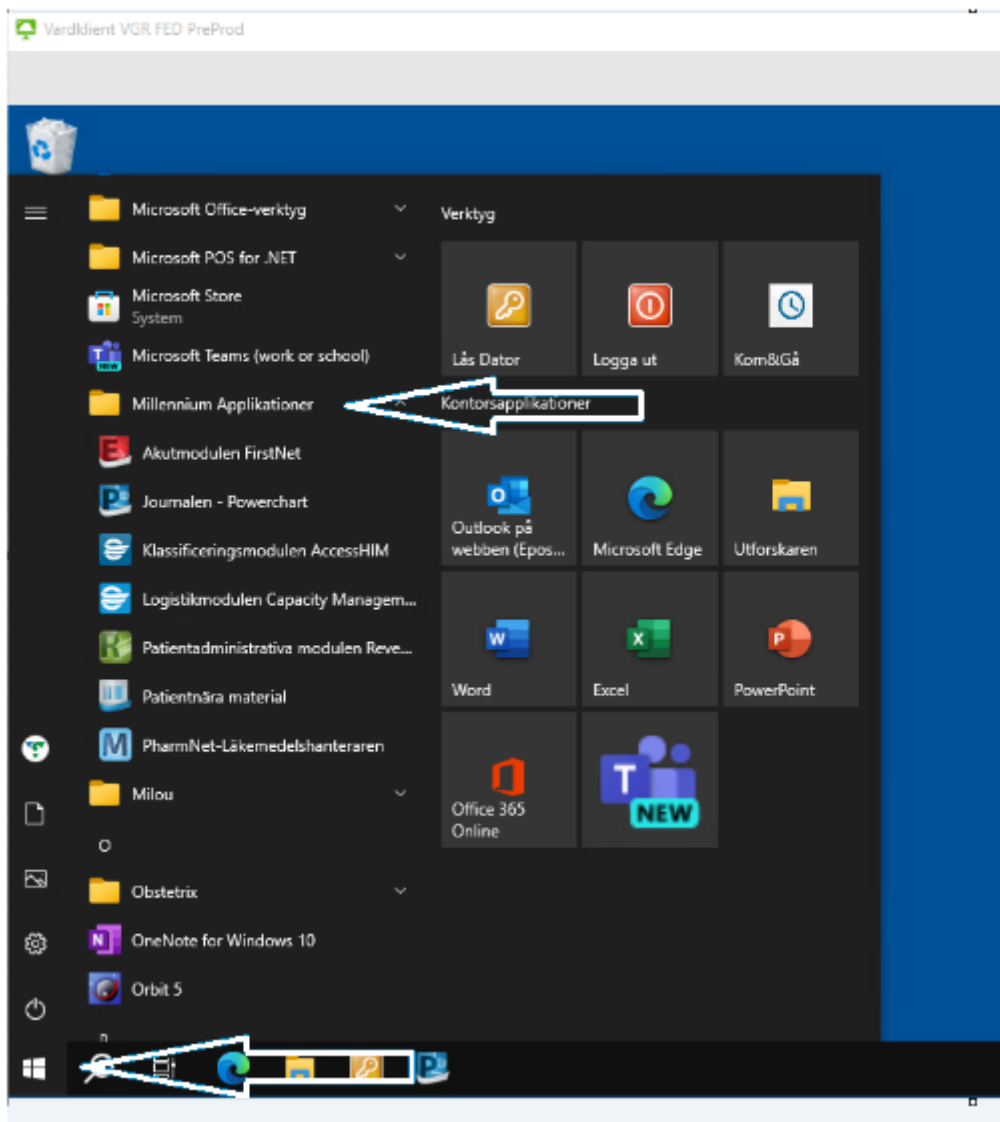 Vardklient VGR FED PreProd
Microsoft Office-verktyg
Microsoft POS for .NET
Microsoft Store
System
Microsoft Teams (work or school)
Millennium Applikationer
Akutmodulen FirstNet
Journalen - Powerchart
Klassificeringsmodulen AccessHIM
Logistikmodulen Capacity Managem...
Patientadministrativa modulen Reve...
Patientnära material
PharmNet-Läkemedelshanteraren
Milou
O
Obstetrix
OneNote for Windows 10
Orbit 5
Verktyg
Lås Dator
Logga ut
Kom&Gå
Kontorsapplikationer
Outlook på
webben (Epos...
Microsoft Edge
Utforskaren
Word
Excel
PowerPoint
Office 365
Online
NEW